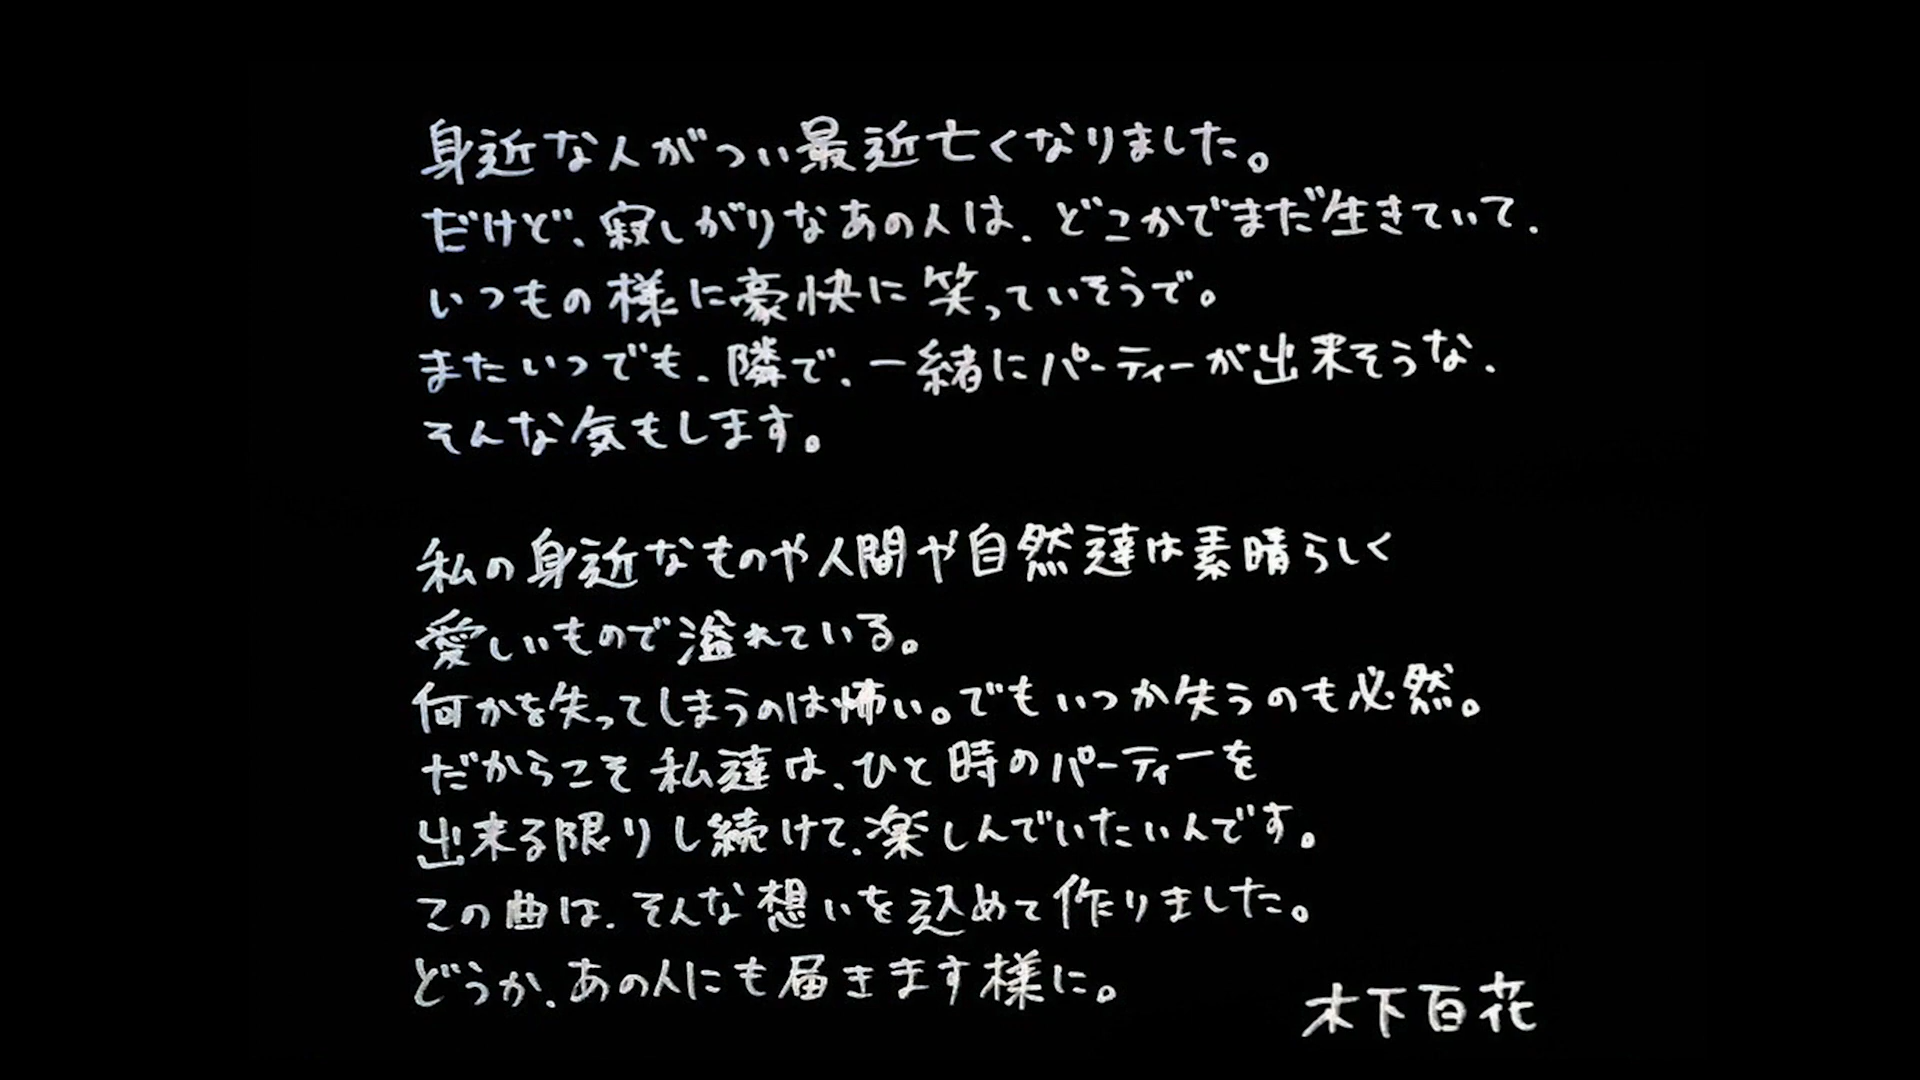 身近な人がつい最近亡くなりました。
だけど、寂しがりなあの人は、どこかでまだ生きていて、
いつもの様に豪快に笑っていそうで。
またいつでも、隣で、一緒にパーティーが出来そうな、
そんな気もします。
私の身近なものや人間や自然達は素晴らしく
愛しいもので溢れている。
何かを失ってしまうのは怖い。でもいつか失うのも必然。
だからこそ私達は、ひと時のパーティーを
出来る限りし続けて、楽しんでいたいんです。
この曲は、そんな想いを込めて作りました。
どうか、あの人にも届きます様に。
木下百花